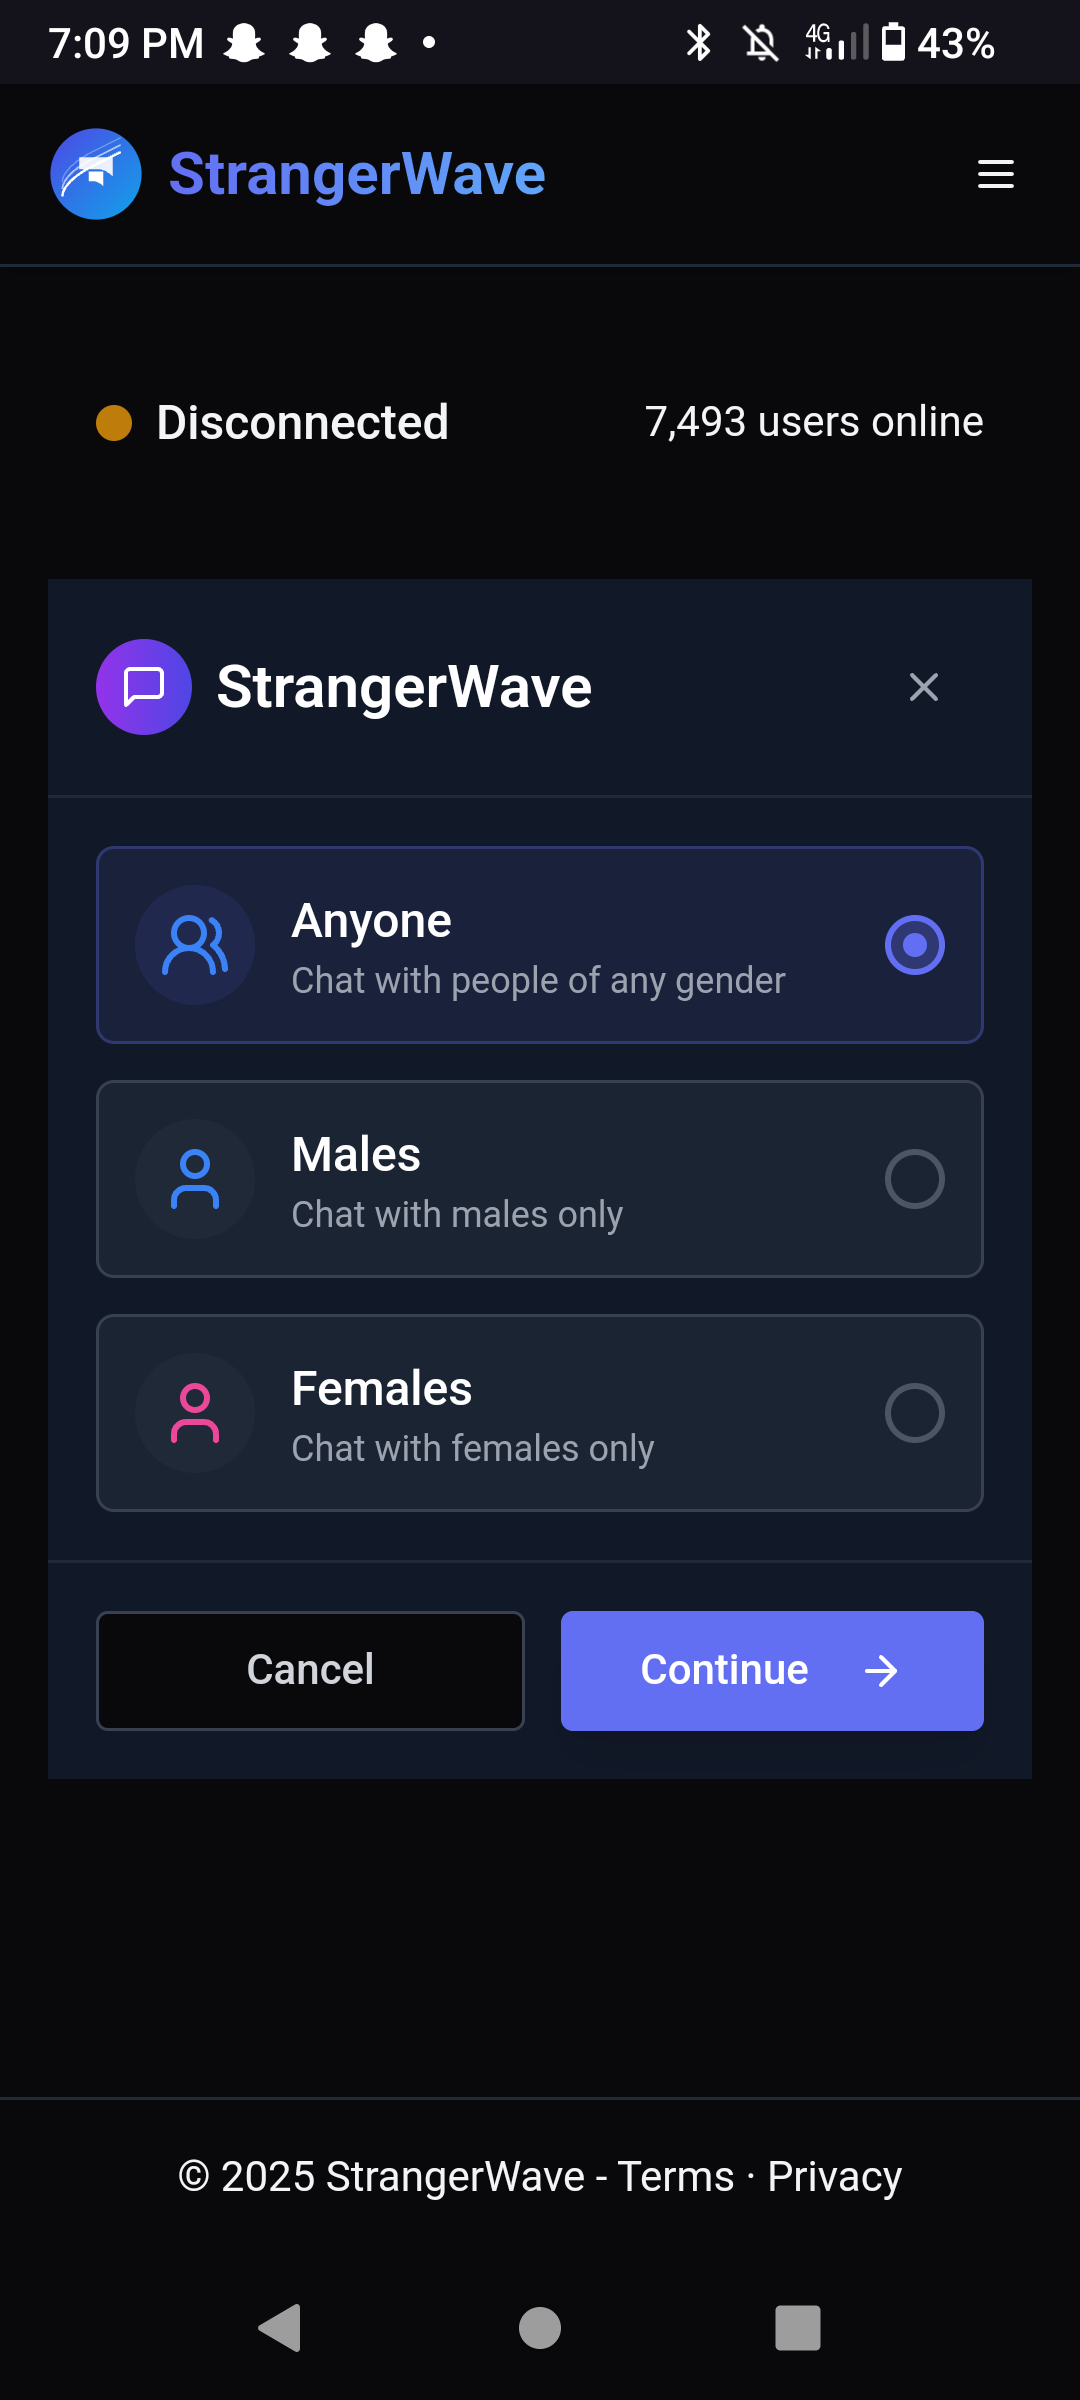 7:09 PM
4G
43%
StrangerWave
Disconnected
7,493 users online
StrangerWave
Anyone
Chat with people of any gender
Males
Chat with males only
Females
Chat with females only
Cancel
Continue
© 2025 StrangerWave - Terms · Privacy